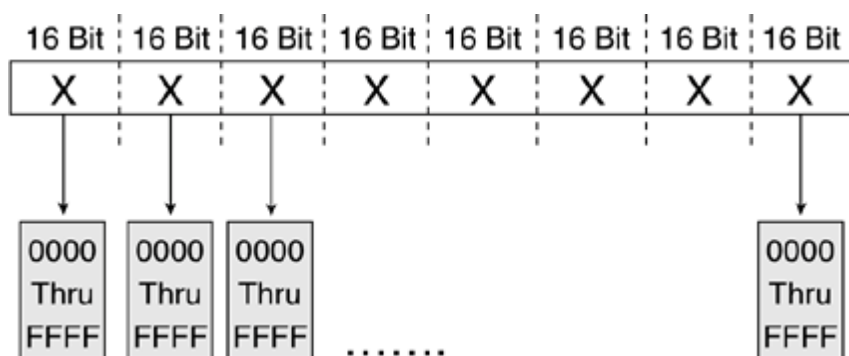 16 Bit 16 Bit 16 Bit 16 Bit 16 Bit 16 Bit 16 Bit 16 Bit
X X X X X X X X
0000 0000 0000 0000
Thru Thru Thru Thru
FFFF FFFF FFFF ....... FFFF